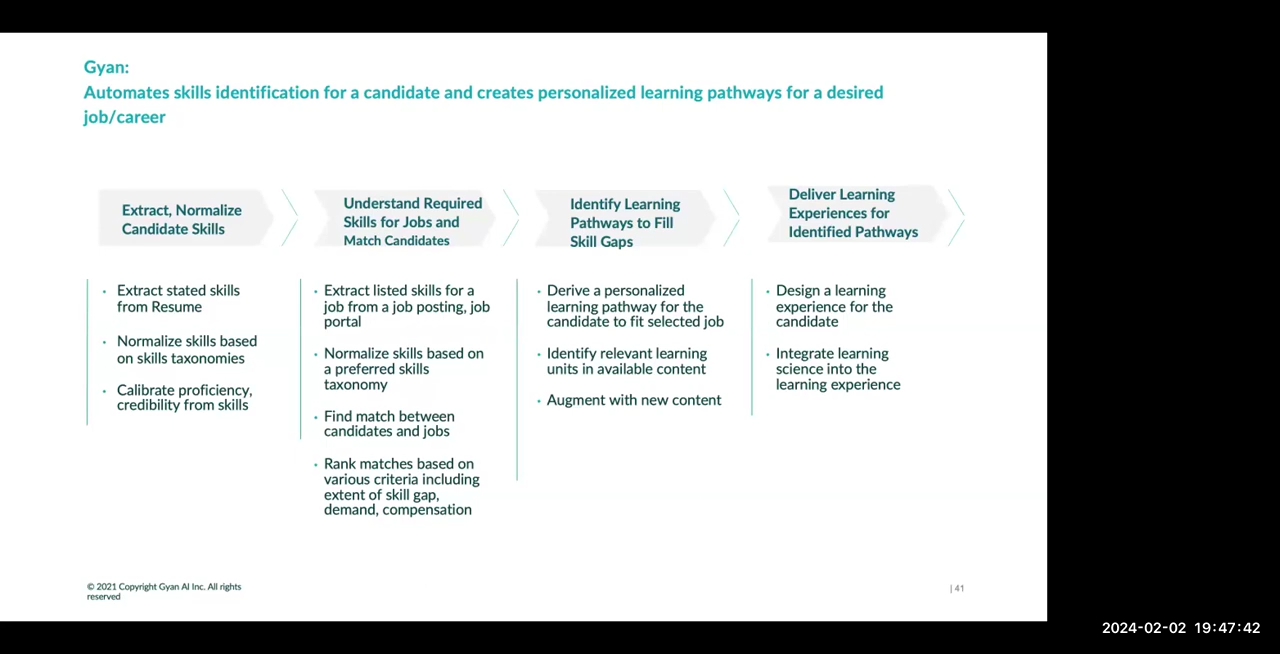 Gyan:
Automates skills identification for a candidate and creates personalized learning pathways for a desired
job/career
Extract, Normalize
Candidate Skills
Understand Required
Skills for Jobs and
Match Candidates
Identify Learning
Pathways to Fill
Skill Gaps
Deliver Learning
Experiences for
Identified Pathways
• Extract stated skills
from Resume
• Normalize skills based
on skills taxonomies
• Calibrate proficiency,
credibility from skills
• Extract listed skills for a
job from a job posting, job
portal
• Normalize skills based on
a preferred skills
taxonomy
• Find match between
candidates and jobs
• Rank matches based on
various criteria including
extent of skill gap,
demand, compensation
• Derive a personalized
learning pathway for the
candidate to fit selected job
• Identify relevant learning
units in available content
• Augment with new content
• Design a learning
experience for the
candidate
• Integrate learning
science into the
learning experience
© 2021 Copyright Gyan AI Inc. All rights
reserved
| 41
2024-02-02 19:47:42